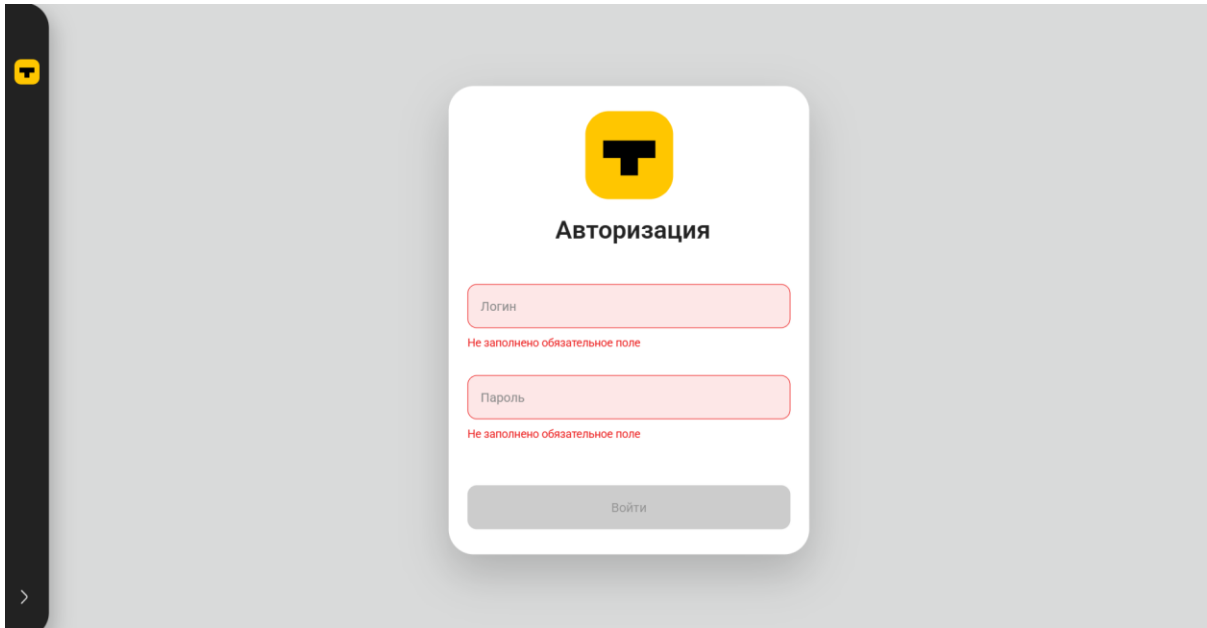 Авторизация
Логин
Не заполнено обязательное поле
Пароль
Не заполнено обязательное поле
Войти